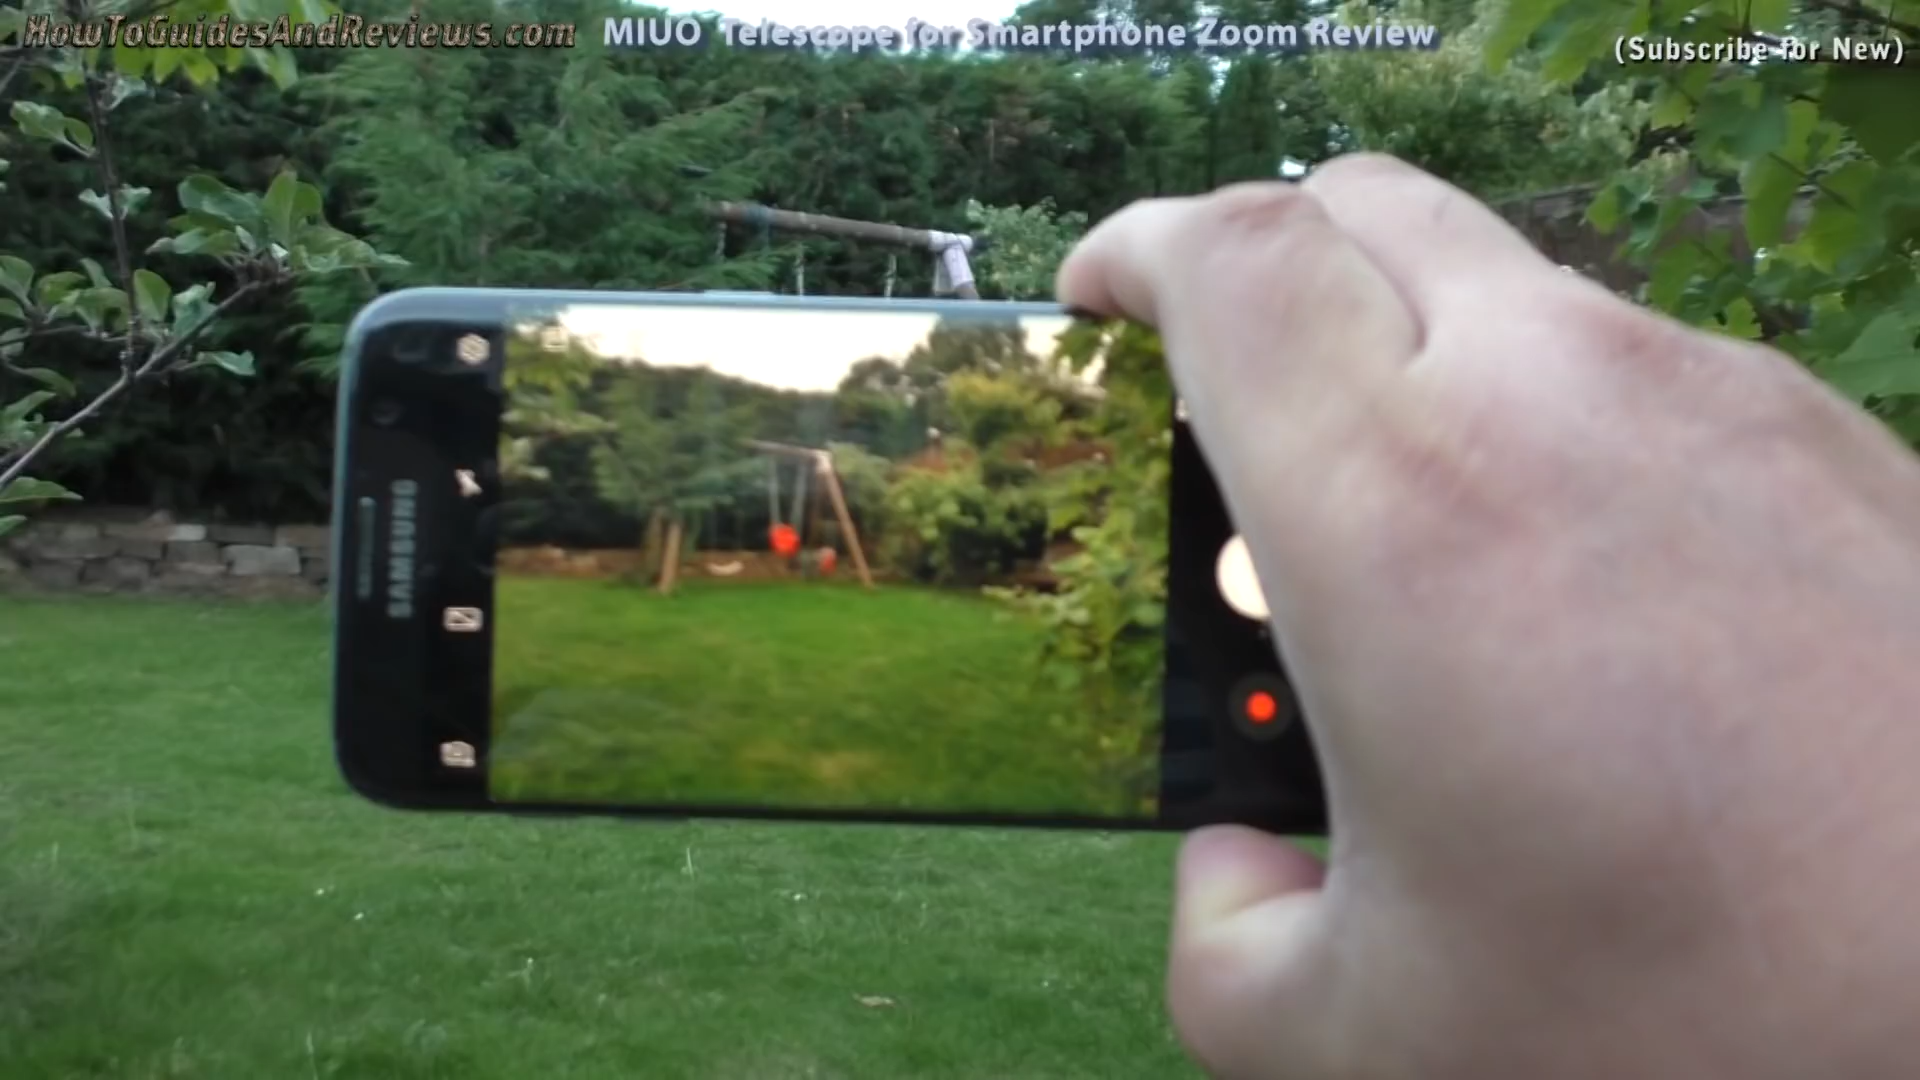 HowToGuidesAndReviews.com
MIUO Telescope for Smartphone Zoom Review
(Subscribe for New)
SAMSUNG